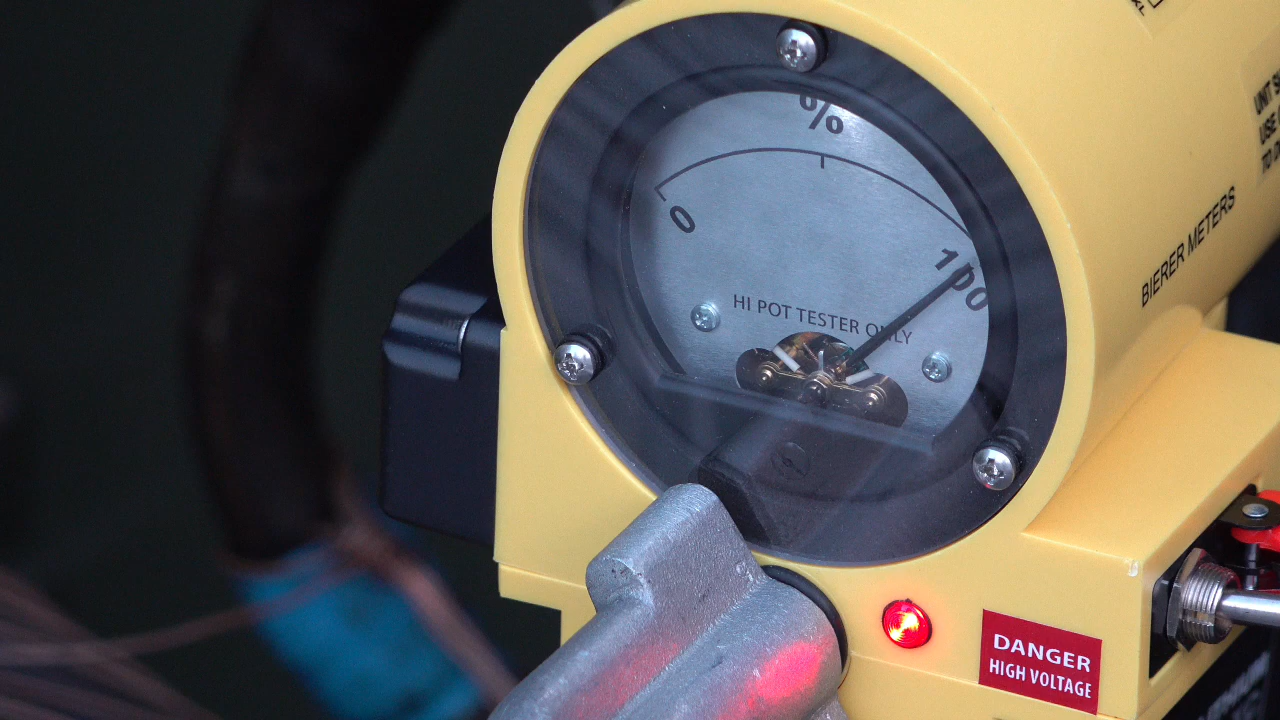 %
0
100
HI POT TESTER ONLY
BIERER METERS
DANGER
HIGH VOLTAGE